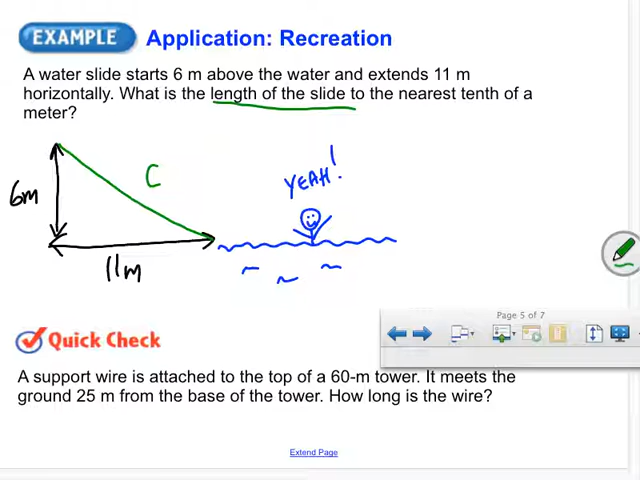 EXAMPLE Application: Recreation
A water slide starts 6 m above the water and extends 11 m
horizontally. What is the length of the slide to the nearest tenth of a
meter?
C
YEAH!
6m
11m
Page 5 of 7
Quick Check
A support wire is attached to the top of a 60-m tower. It meets the
ground 25 m from the base of the tower. How long is the wire?
Extend Page